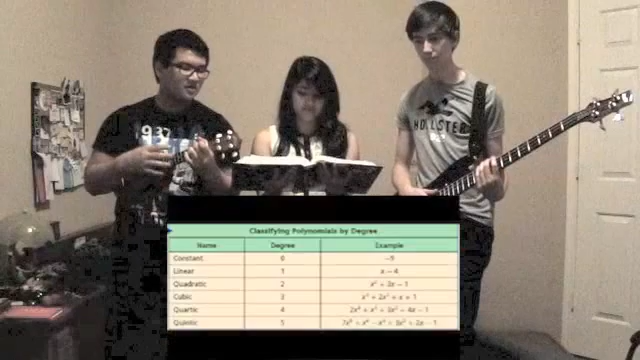 1937
HOLLISTER
Classifying Polynomials by Degree
Name Degree Example
Constant 0 −9
Linear 1 x − 4
Quadratic 2 x² + 3x − 1
Cubic 3 x³ + 2x² + x + 1
Quartic 4 2x⁴ + x³ + 3x² + 4x − 1
Quintic 5 7x⁵ + x⁴ − x³ + 3x² + 2x − 1